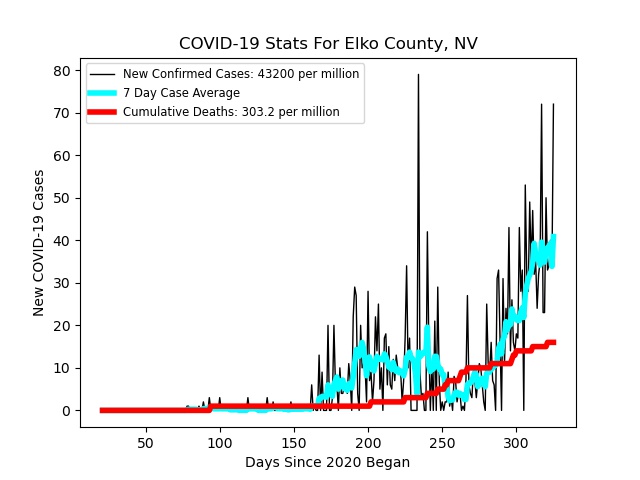 COVID-19 Stats For Elko County, NV
New Confirmed Cases: 43200 per million
7 Day Case Average
Cumulative Deaths: 303.2 per million
80
70
60
50
40
30
20
10
0
New COVID-19 Cases
50 100 150 200 250 300
Days Since 2020 Began